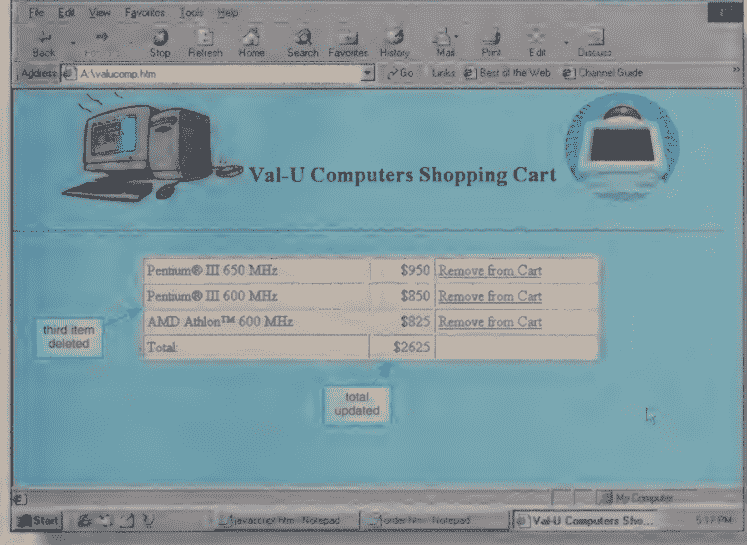 File Edit View Favorites Tools Help
Back Stop Refresh Home Search Favorites History Mail Print Edit Discuss
Address A:\valucomp.htm Go Links Best of the Web Channel Guide
Val-U Computers Shopping Cart
Pentium® III 650 MHz $950 Remove from Cart
Pentium® III 600 MHz $850 Remove from Cart
AMD Athlon™ 600 MHz $825 Remove from Cart
Total: $2625
third item
deleted
total
updated
My Computer
Start javascript.htm - Notepad order.htm - Notepad Val-U Computers Sho... 5:12 PM